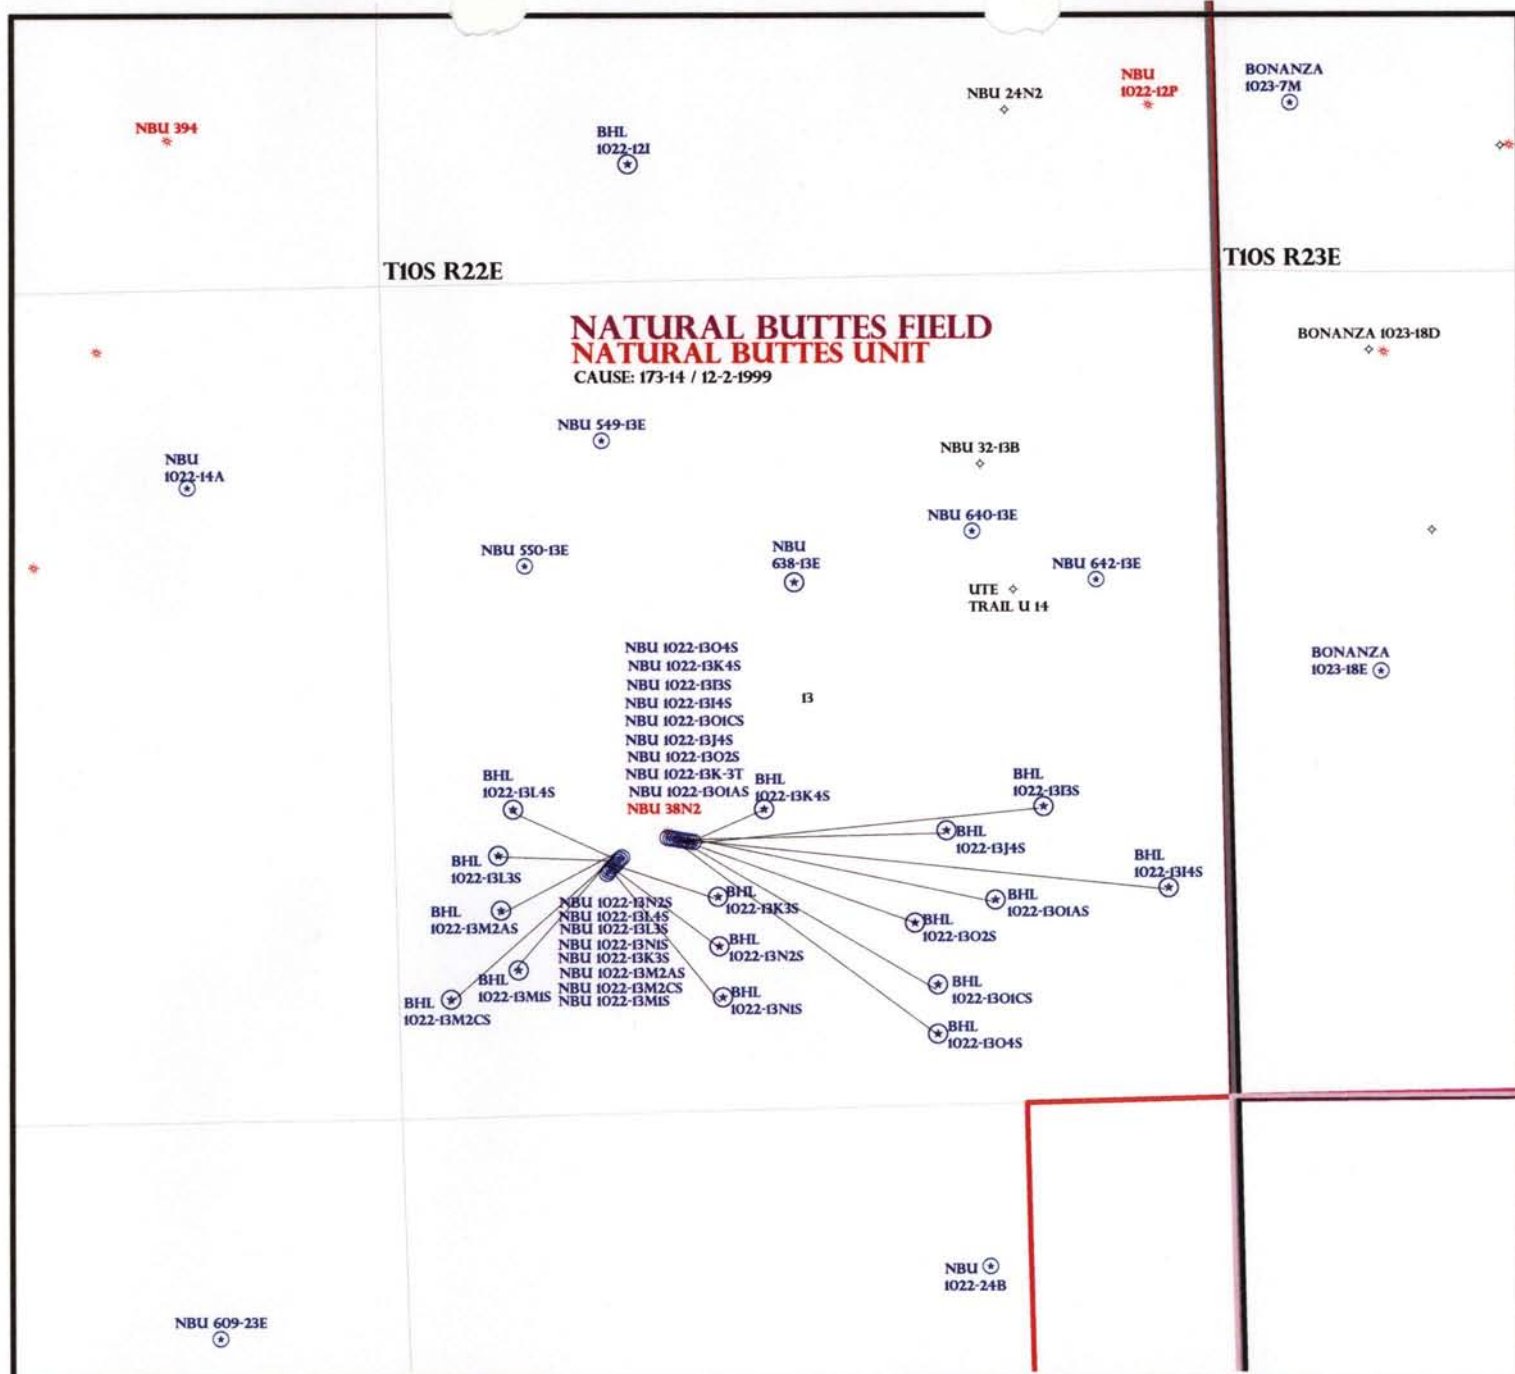 NBU 24N2
NBU
1022-12P
BONANZA
1023-7M
NBU 394
BHL
1022-12I
T10S R22E
T10S R23E
NATURAL BUTTES FIELD
NATURAL BUTTES UNIT
CAUSE: 173-14 / 12-2-1999
BONANZA 1023-18D
NBU 549-13E
NBU 32-13B
NBU
1022-14A
NBU 640-13E
NBU 550-13E
NBU
638-13E
NBU 642-13E
UTE
TRAIL U 14
BONANZA
1023-18E
NBU 1022-13O4S
NBU 1022-13K4S
NBU 1022-13I3S
NBU 1022-13I4S
NBU 1022-13O1CS
NBU 1022-13J4S
NBU 1022-13O2S
NBU 1022-13K-3T
NBU 1022-13O1AS
NBU 38N2
13
BHL
1022-13L4S
BHL
1022-13K4S
BHL
1022-13I3S
BHL
1022-13J4S
BHL
1022-13L3S
BHL
1022-13I4S
BHL
1022-13K3S
BHL
1022-13O1AS
BHL
1022-13M2AS
BHL
1022-13O2S
NBU 1022-13N2S
NBU 1022-13L4S
NBU 1022-13L3S
NBU 1022-13N1S
NBU 1022-13K3S
NBU 1022-13M2AS
NBU 1022-13M2CS
NBU 1022-13M1S
BHL
1022-13N2S
BHL
1022-13M1S
BHL
1022-13O1CS
BHL
1022-13M2CS
BHL
1022-13N1S
BHL
1022-13O4S
NBU
1022-24B
NBU 609-23E